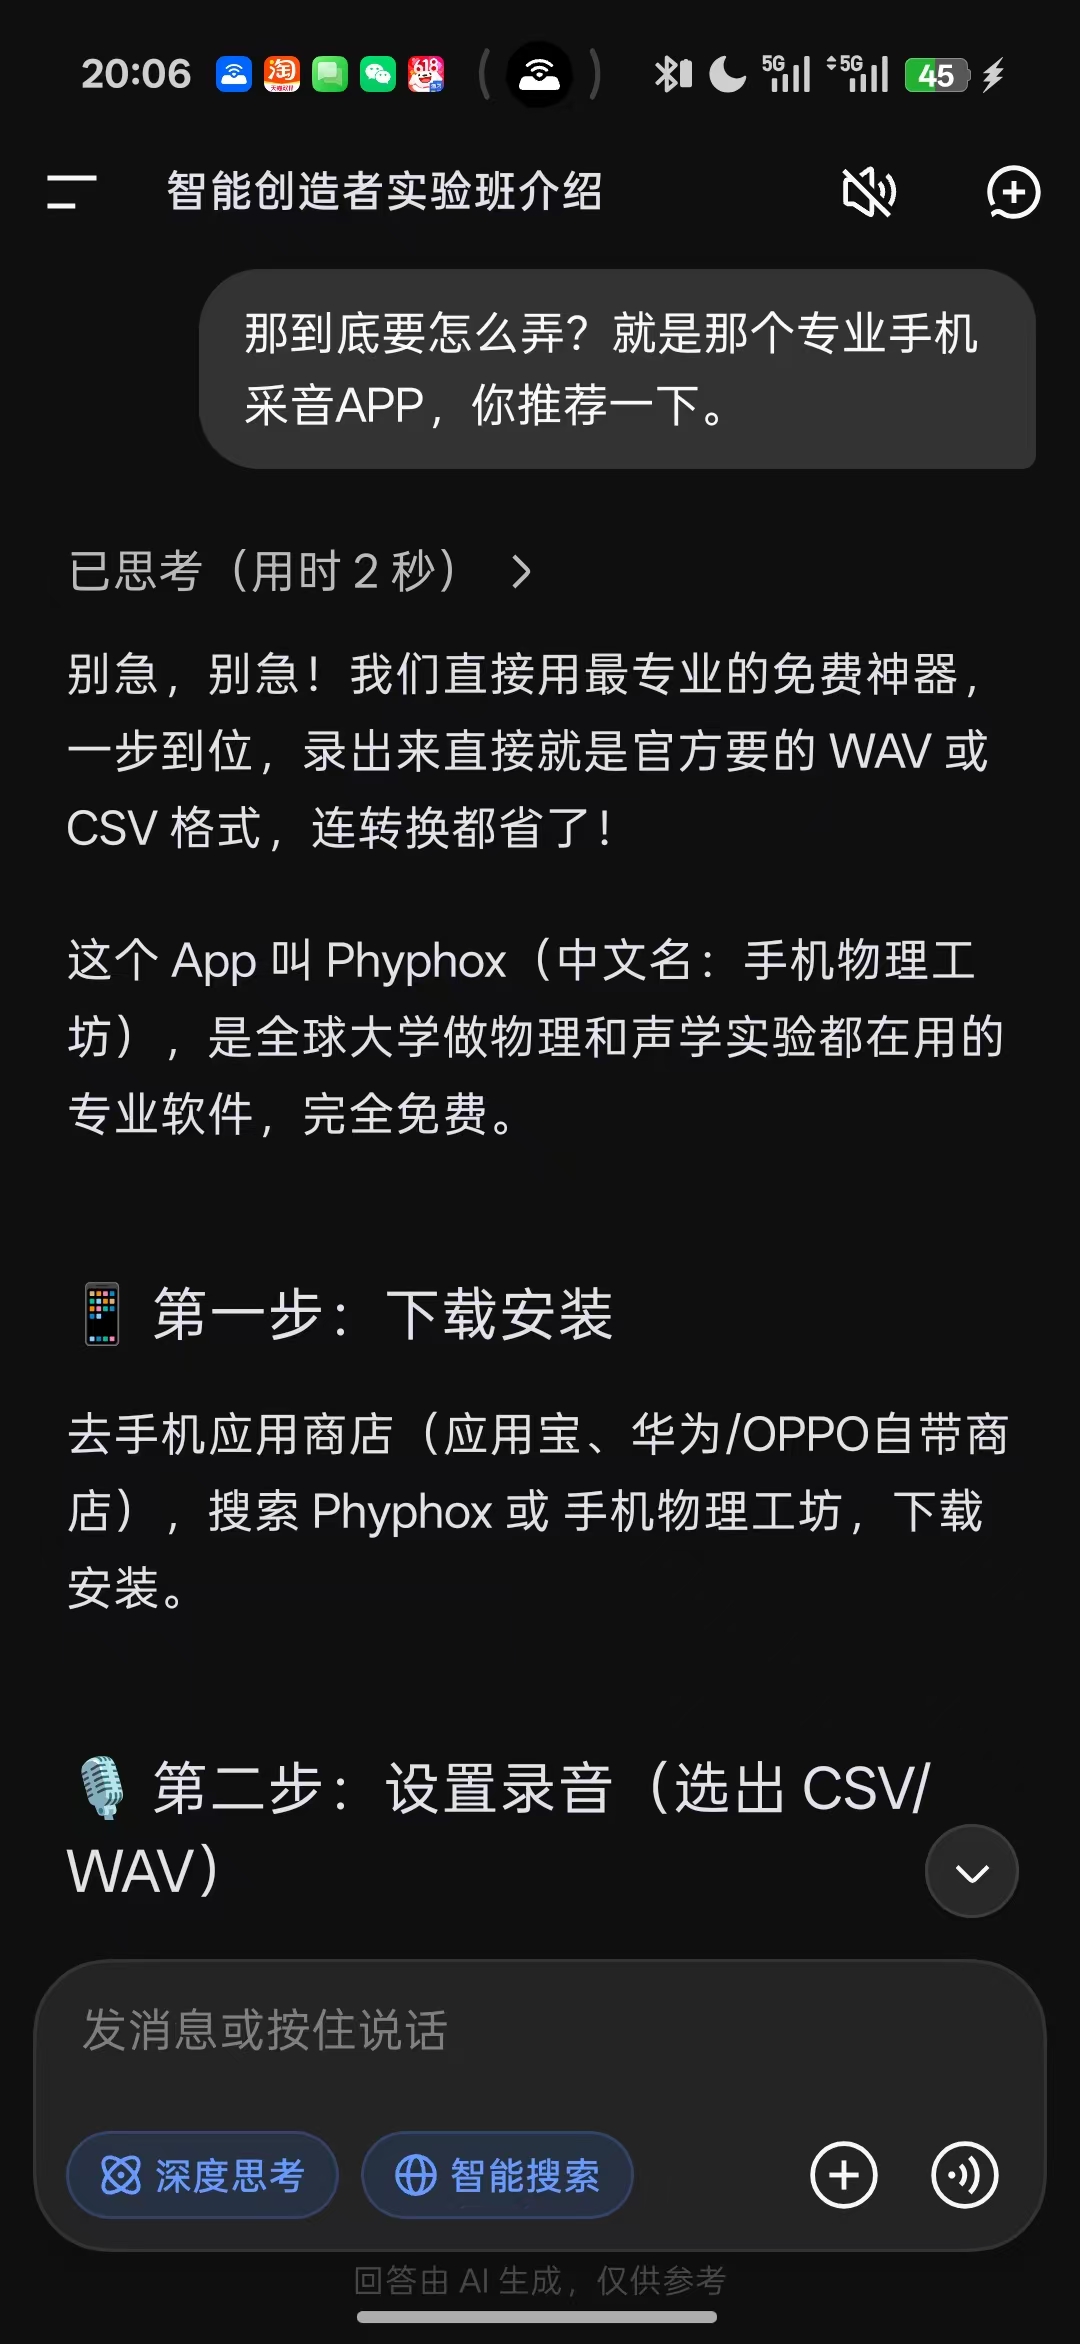 20:06
淘
618
5G
5G
45
智能创造者实验班介绍
那到底要怎么弄？就是那个专业手机
采音APP，你推荐一下。
已思考（用时 2 秒）
别急，别急！我们直接用最专业的免费神器，
一步到位，录出来直接就是官方要的 WAV 或
CSV 格式，连转换都省了！
这个 App 叫 Phyphox（中文名：手机物理工
坊），是全球大学做物理和声学实验都在用的
专业软件，完全免费。
第一步：下载安装
去手机应用商店（应用宝、华为/OPPO自带商
店），搜索 Phyphox 或 手机物理工坊，下载
安装。
第二步：设置录音（选出 CSV/
WAV）
发消息或按住说话
深度思考
智能搜索
回答由 AI 生成，仅供参考